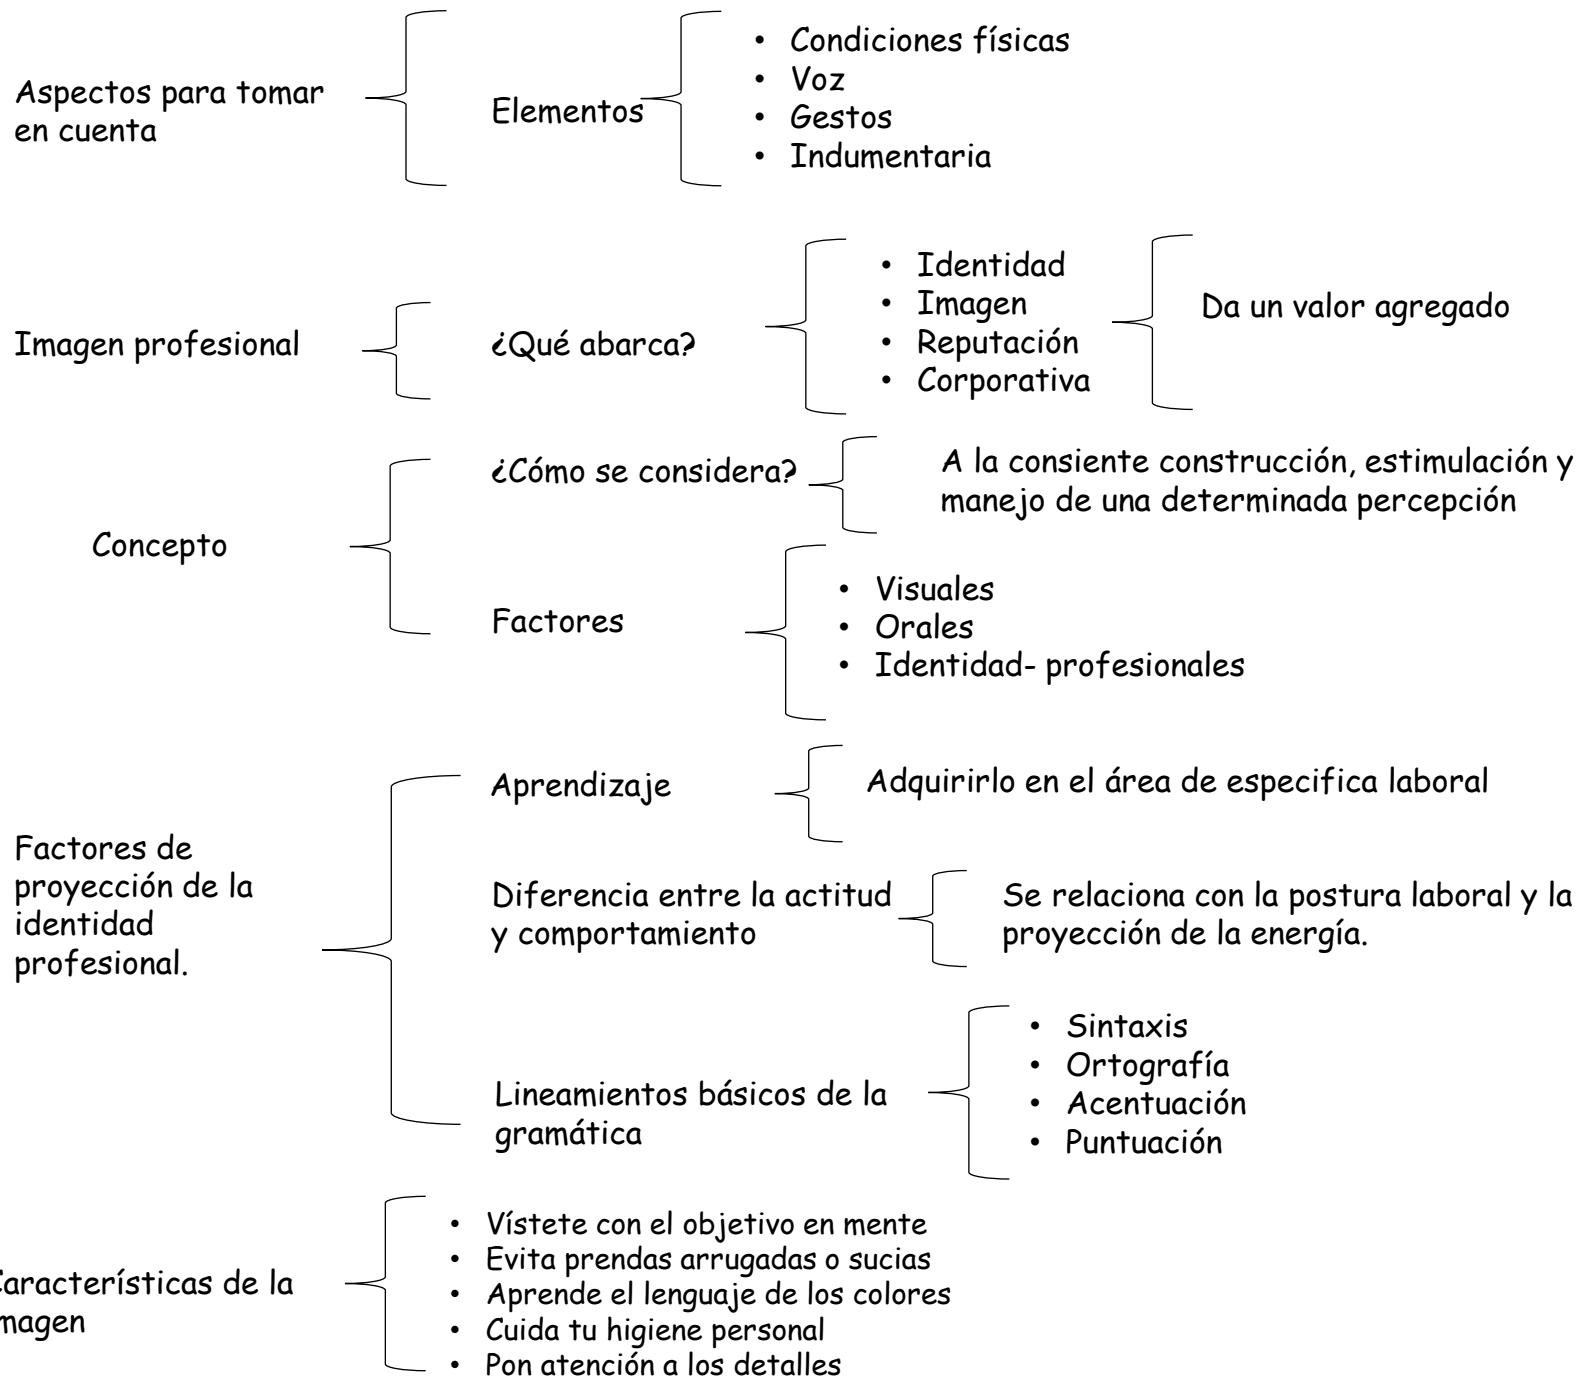 Aspectos para tomar
en cuenta
Elementos
• Condiciones físicas
• Voz
• Gestos
• Indumentaria
Imagen profesional
¿Qué abarca?
• Identidad
• Imagen
• Reputación
• Corporativa
Da un valor agregado
Concepto
¿Cómo se considera?
A la consiente construcción, estimulación y
manejo de una determinada percepción
Factores
• Visuales
• Orales
• Identidad- profesionales
Factores de
proyección de la
identidad
profesional.
Aprendizaje
Adquirirlo en el área de especifica laboral
Diferencia entre la actitud
y comportamiento
Se relaciona con la postura laboral y la
proyección de la energía.
Lineamientos básicos de la
gramática
• Sintaxis
• Ortografía
• Acentuación
• Puntuación
Características de la
imagen
• Vístete con el objetivo en mente
• Evita prendas arrugadas o sucias
• Aprende el lenguaje de los colores
• Cuida tu higiene personal
• Pon atención a los detalles